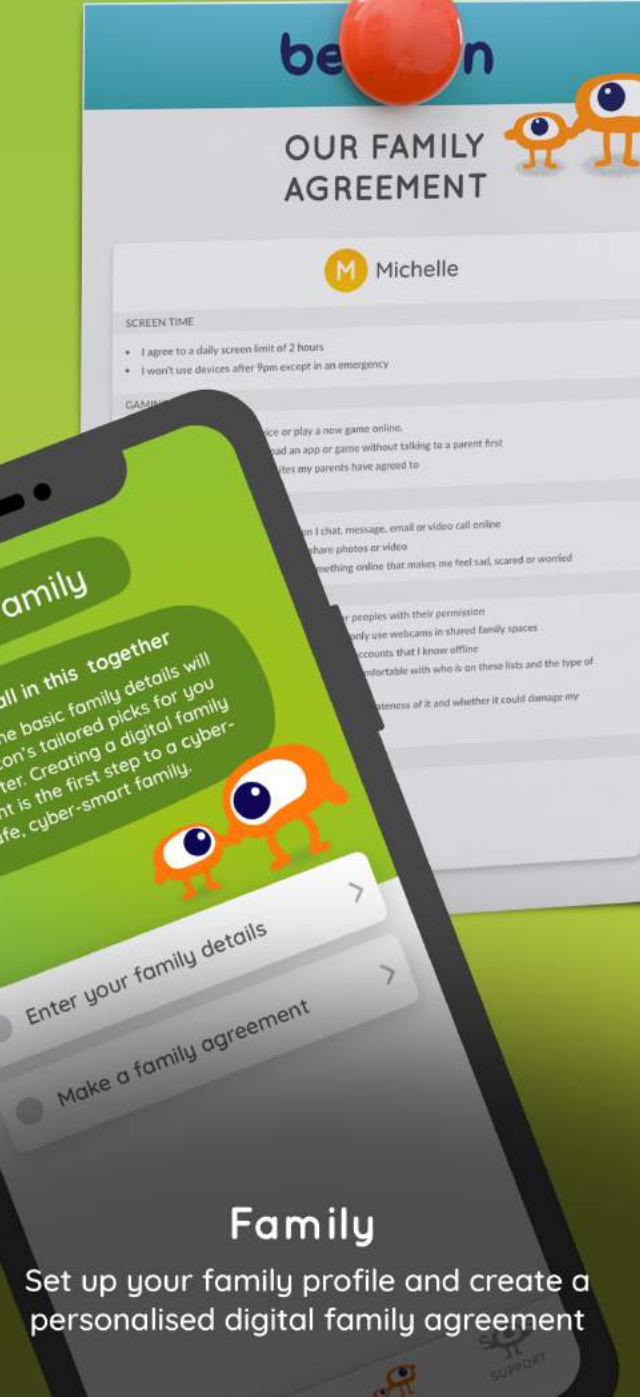 be n
OUR FAMILY
AGREEMENT
M Michelle
SCREEN TIME
• I agree to a daily screen limit of 2 hours
• I won't use devices after 9pm except in an emergency
GAMIN
ice or play a new game online.
oad an app or game without talking to a parent first
ites my parents have agreed to
en I chat, message, email or video call online
share photos or video
mething online that makes me feel sad, scared or worried
r peoples with their permission
only use webcams in shared family spaces
ccounts that I know offline
mfortable with who is on these lists and the type of
ateness of it and whether it could damage my
amily
all in this together
ne basic family details will
con's tailored picks for you
ter. Creating a digital family
nt is the first step to a cyber-
afe, cyber-smart family.
Enter your family details
Make a family agreement
Family
Set up your family profile and create a
personalised digital family agreement
SUPPORT